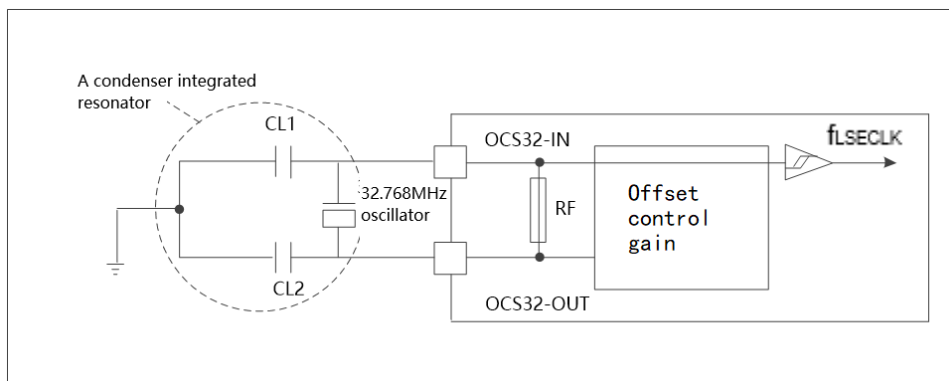 A condenser integrated
resonator
CL1
OCS32-IN
fLSECLK
32.768MHz
oscillator
RF
Offset
control
gain
CL2
OCS32-OUT